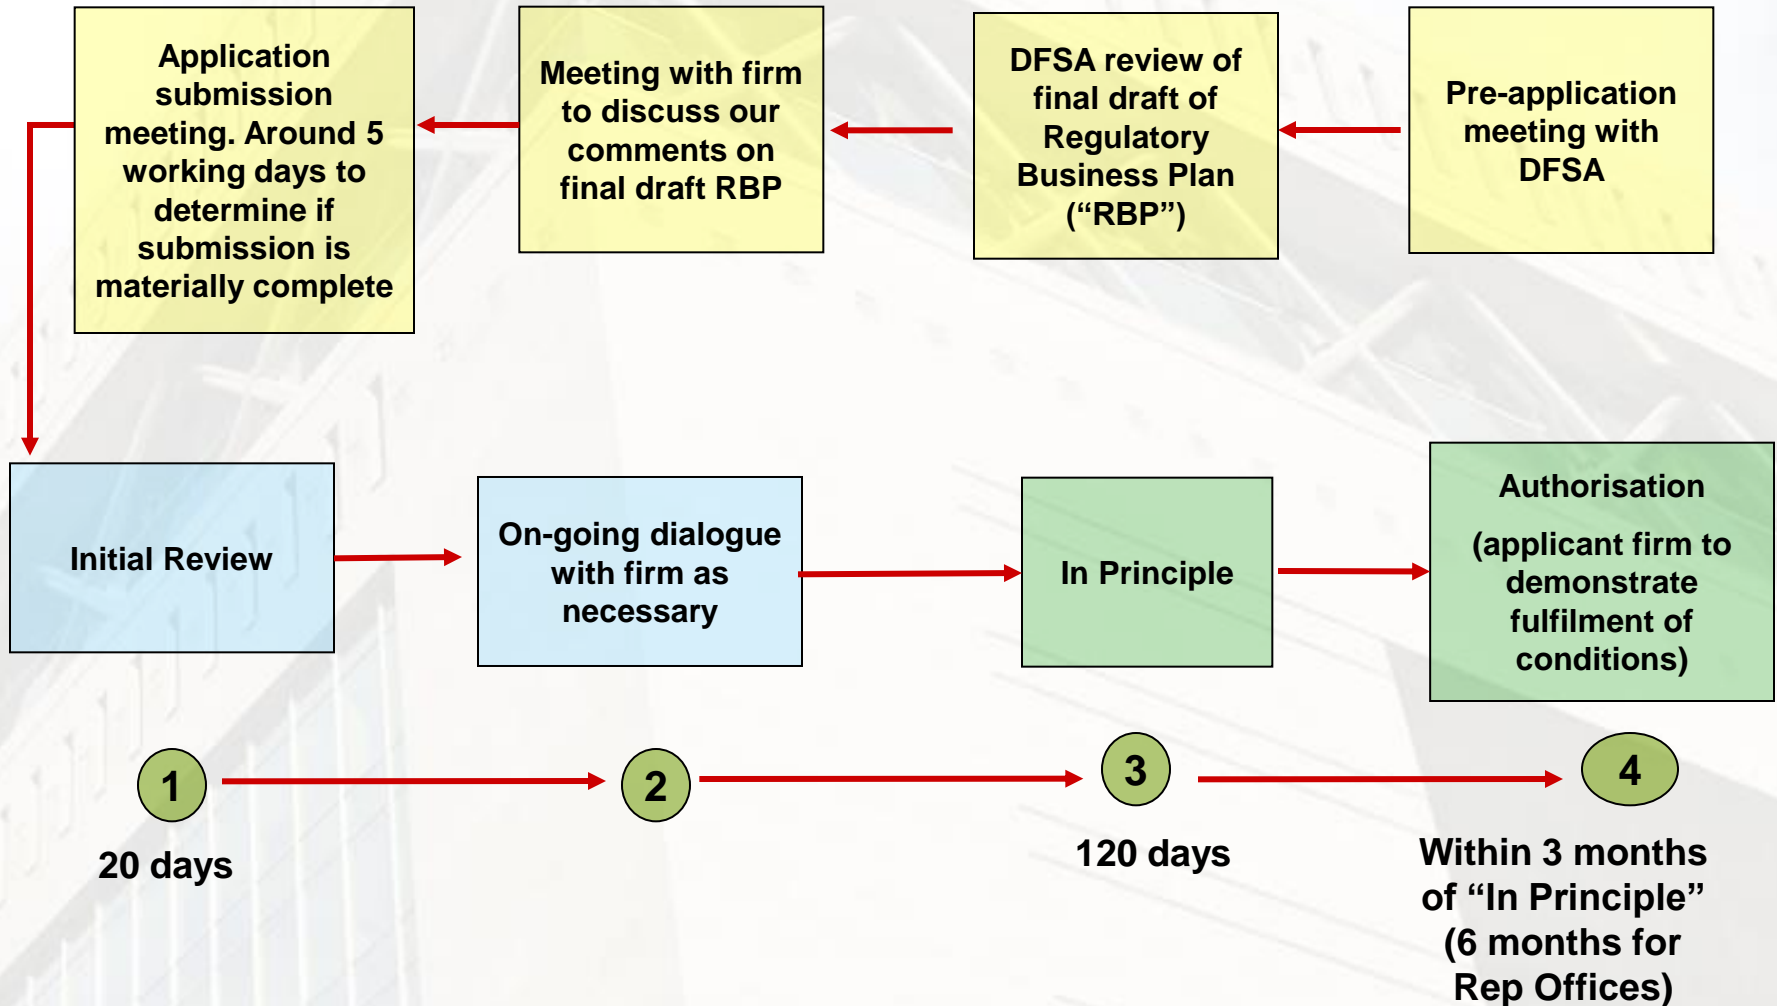 Application
submission
meeting. Around 5
working days to
determine if
submission is
materially complete
Meeting with firm
to discuss our
comments on
final draft RBP
DFSA review of
final draft of
Regulatory
Business Plan
(“RBP”)
Pre-application
meeting with
DFSA
Initial Review
On-going dialogue
with firm as
necessary
In Principle
Authorisation
(applicant firm to
demonstrate
fulfilment of
conditions)
1
2
3
4
20 days
120 days
Within 3 months
of “In Principle”
(6 months for
Rep Offices)